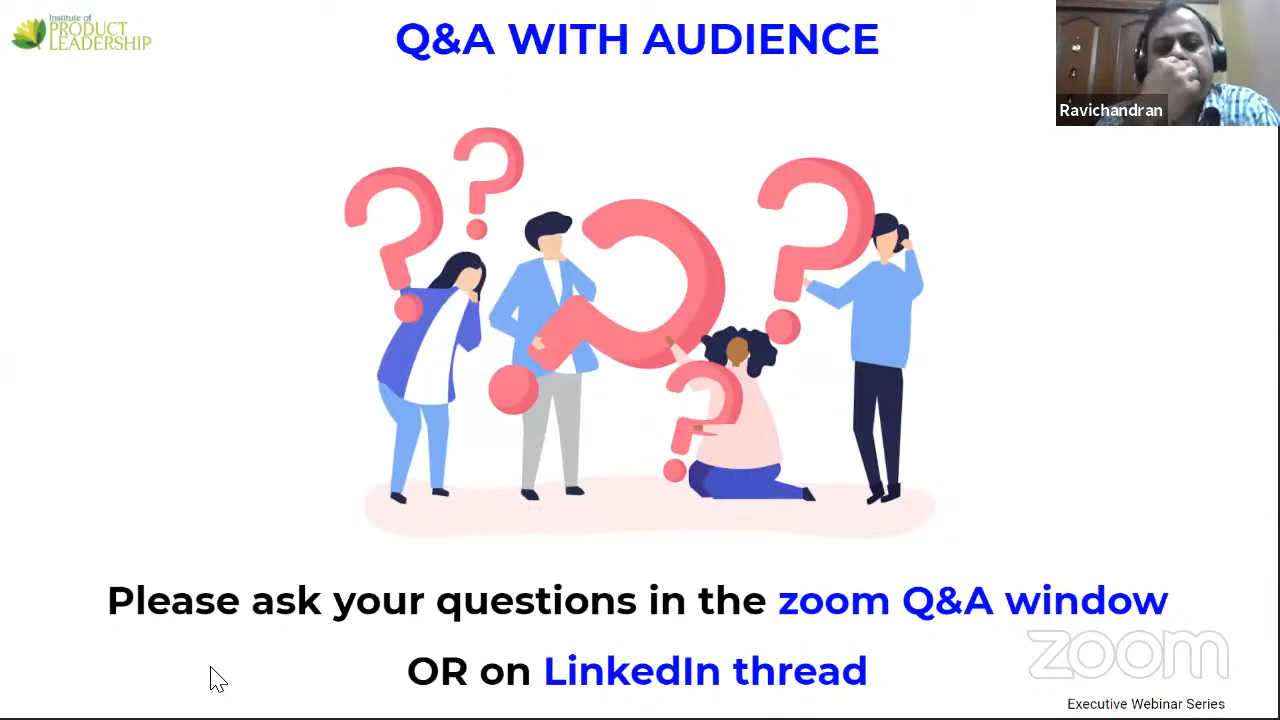 Institute of
PRODUCT
LEADERSHIP
Q&A WITH AUDIENCE
Ravichandran
Please ask your questions in the zoom Q&A window
OR on LinkedIn thread
zoom
Executive Webinar Series